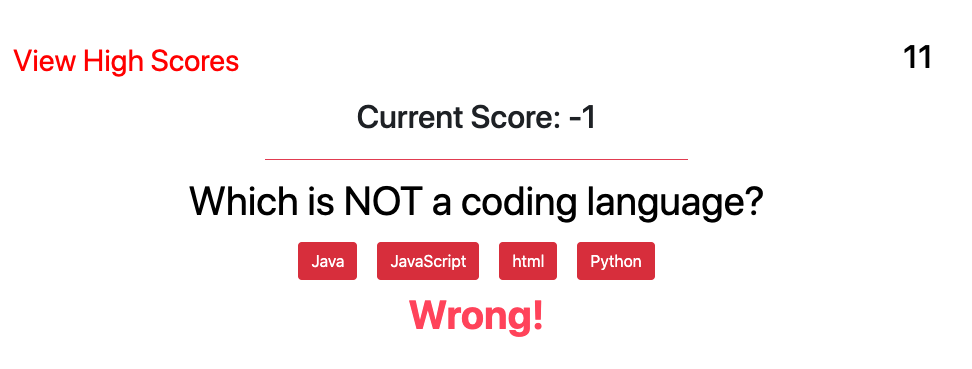 View High Scores
11
Current Score: -1
Which is NOT a coding language?
Java JavaScript html Python
Wrong!